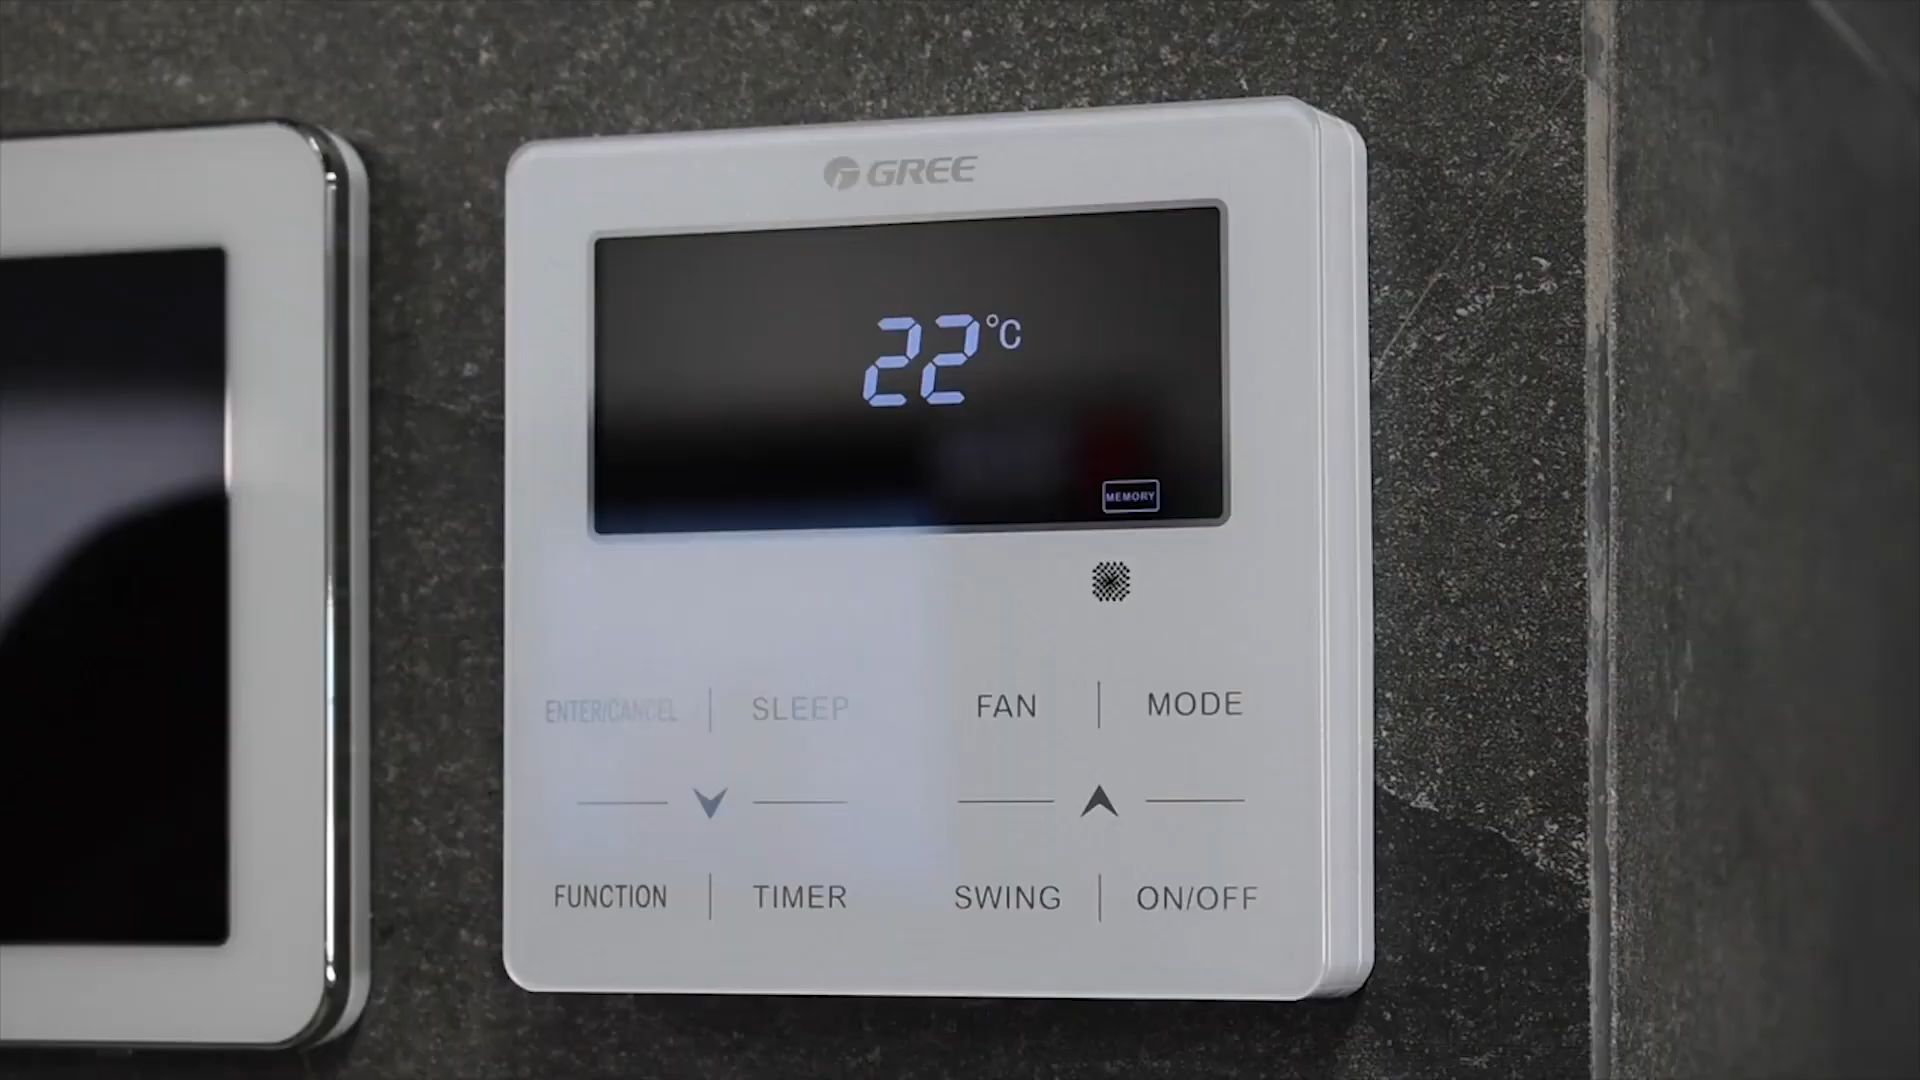 GREE
22°C
MEMORY
ENTER/CANCEL SLEEP FAN MODE
FUNCTION TIMER SWING ON/OFF